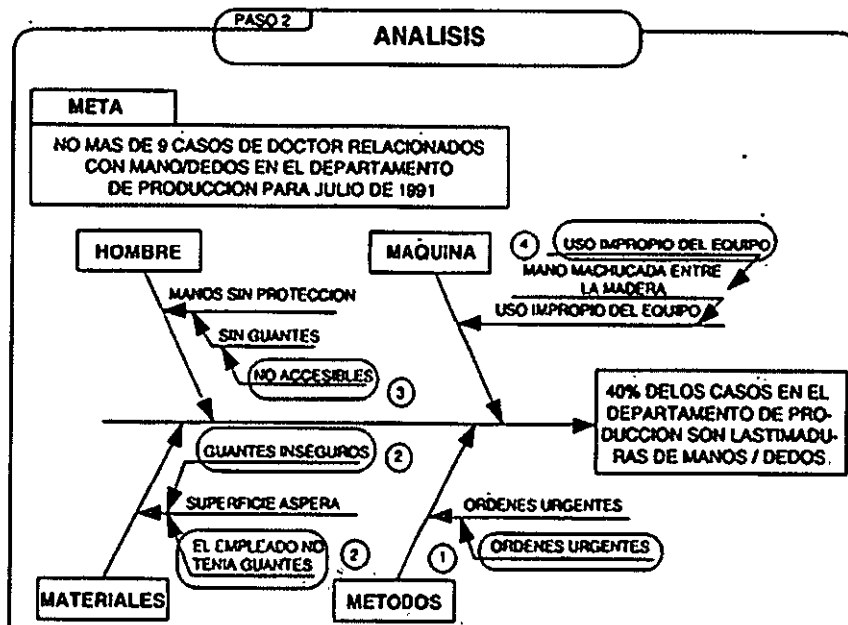 PASO 2
ANALISIS
META
NO MAS DE 9 CASOS DE DOCTOR RELACIONADOS
CON MANO/DEDOS EN EL DEPARTAMENTO
DE PRODUCCION PARA JULIO DE 1991
HOMBRE
MAQUINA
4 USO IMPROPIO DEL EQUIPO
MANO MACHUCADA ENTRE
LA MADERA
USO IMPROPIO DEL EQUIPO
MANOS SIN PROTECCION
SIN GUANTES
NO ACCESIBLES 3
40% DELOS CASOS EN EL
DEPARTAMENTO DE PRO-
DUCCION SON LASTIMADU-
RAS DE MANOS / DEDOS.
GUANTES INSEGUROS 2
SUPERFICIE ASPERA
EL EMPLEADO NO
TENIA GUANTES 2
ORDENES URGENTES
1 ORDENES URGENTES
MATERIALES
METODOS